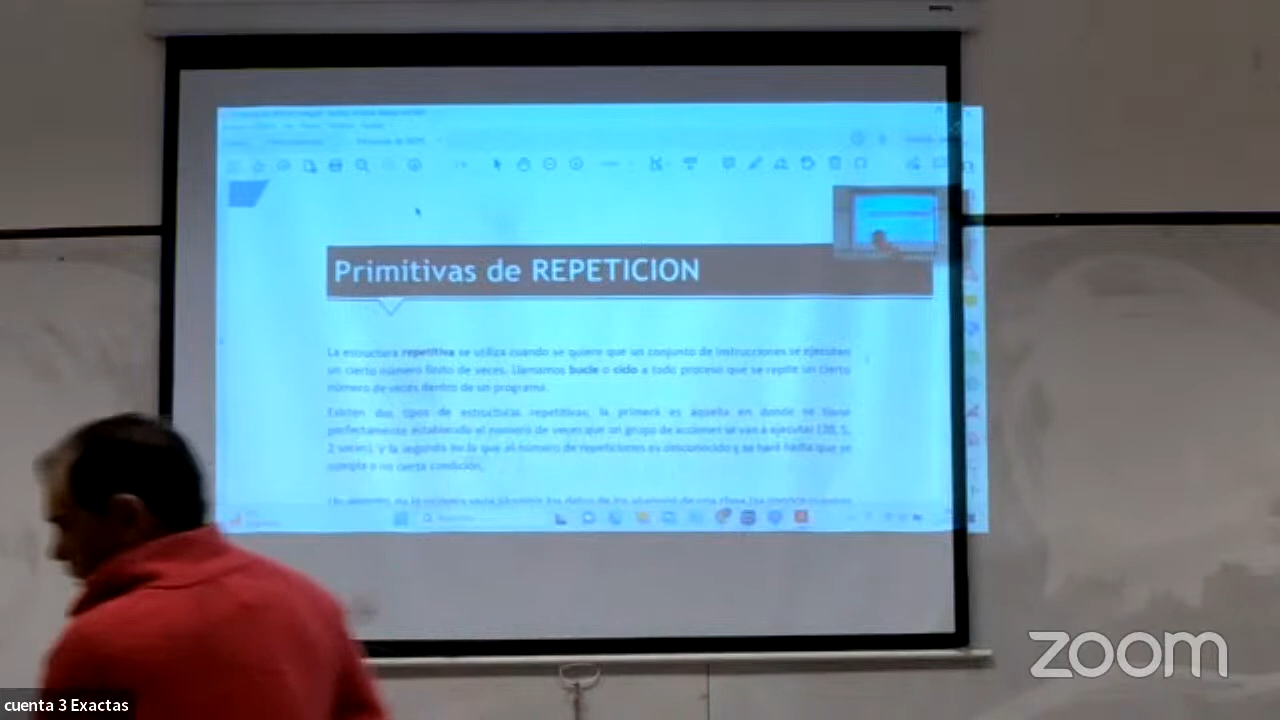 Primitivas de REPETICION
La estructura repetitiva se utiliza cuando se quiere que un conjunto de instrucciones se ejecuten
un cierto número finito de veces. Llamamos bucle o ciclo a todo proceso que se repite un cierto
número de veces dentro de un programa.
Existen dos tipos de estructuras repetitivas, la primera es aquella en donde se tiene
perfectamente establecido el número de veces que un grupo de acciones se van a ejecutar (20, 5,
2 veces), y la segunda en la que el número de repeticiones es desconocido y se hará hasta que se
cumpla o no cierta condición.
zoom
cuenta 3 Exactas